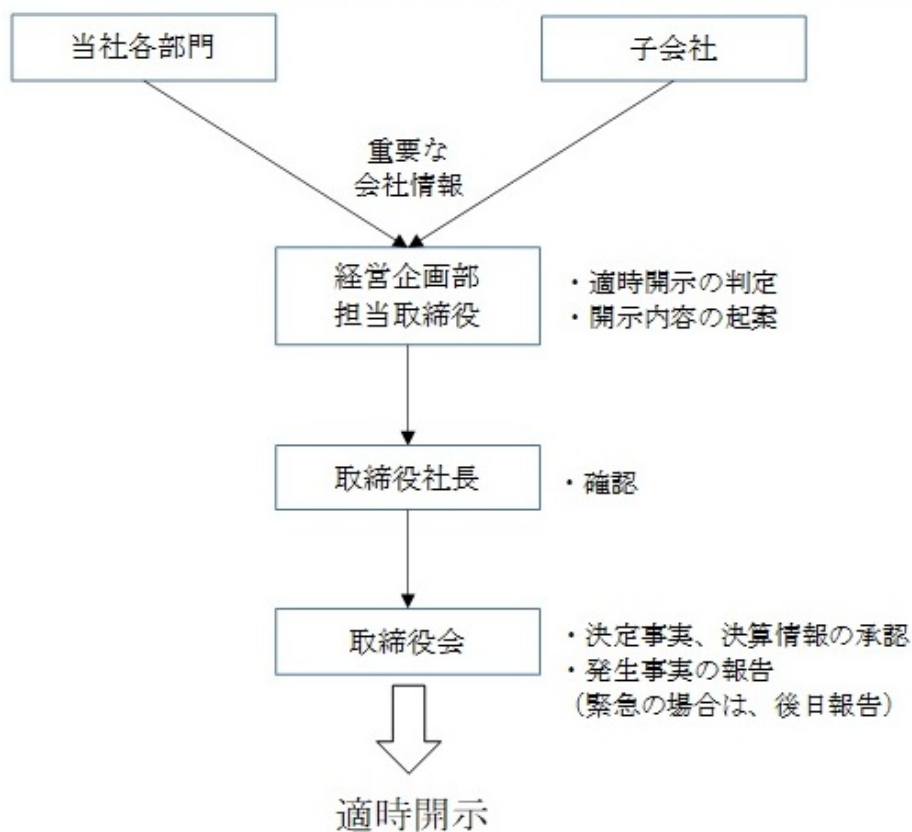 当社各部門
子会社
重要な
会社情報
経営企画部
担当取締役
・適時開示の判定
・開示内容の起案
取締役社長
・確認
取締役会
・決定事実、決算情報の承認
・発生事実の報告
（緊急の場合は、後日報告）
適時開示